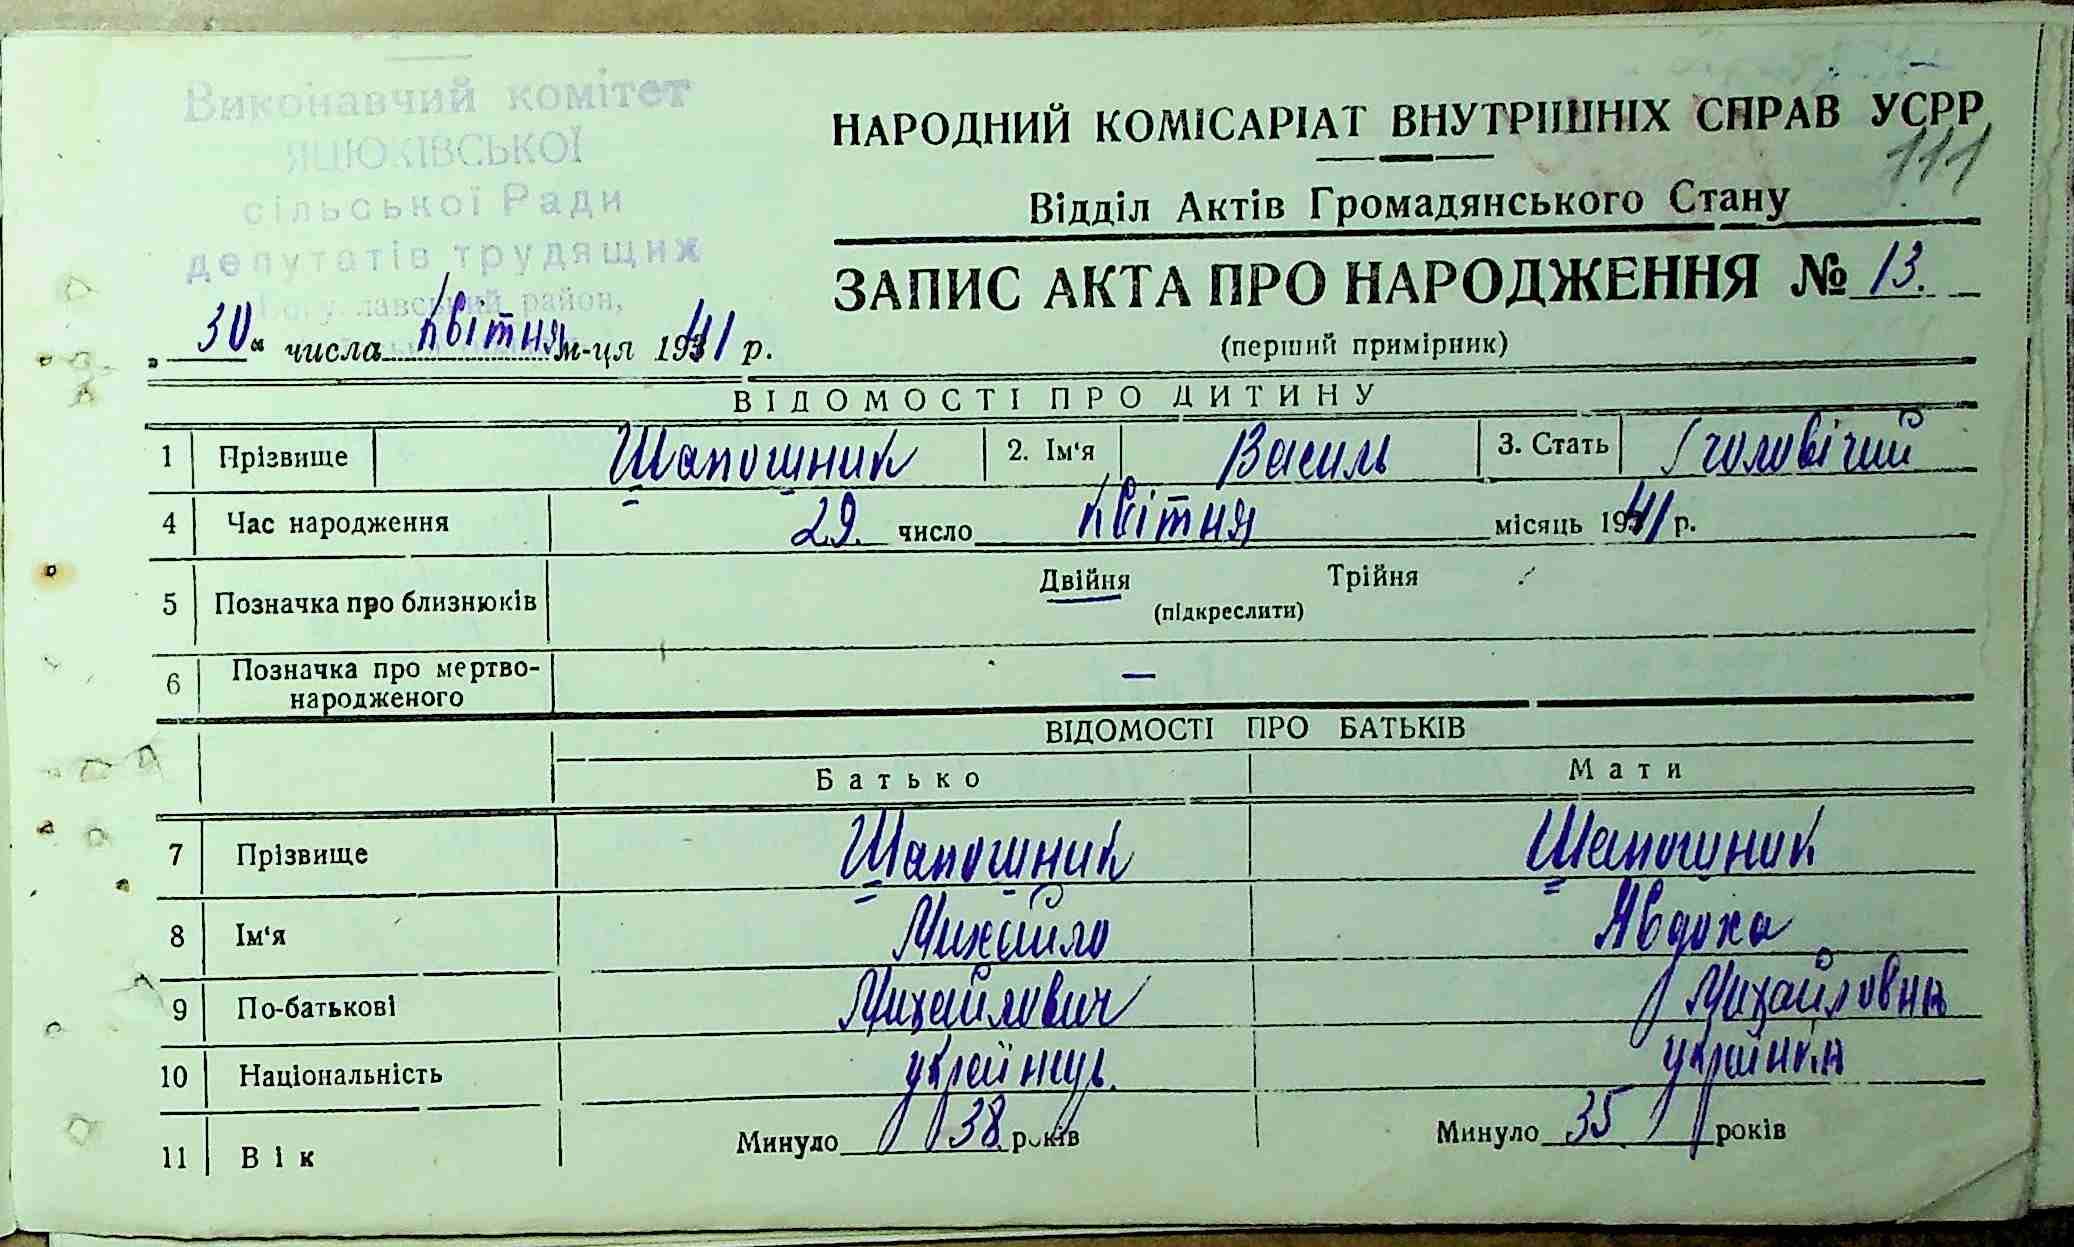 Виконавчий комітет
ЯЦЮКІВСЬКОЇ
сільської Ради
депутатів трудящих
район,
НАРОДНИЙ КОМІСАРІАТ ВНУТРІШНІХ СПРАВ УСРР
111
Відділ Актів Громадянського Стану
ЗАПИС АКТА ПРО НАРОДЖЕННЯ № 13.
(перший примірник)
„30“ числа квітня м-ця 1941 р.
ВІДОМОСТІ ПРО ДИТИНУ
1 Прізвище Шапошник 2. Ім'я Василь 3. Стать чоловічий
4 Час народження 29 число квітня місяць 1941 р.
5 Позначка про близнюків Двійня Трійня
(підкреслити)
6 Позначка про мертво-
народженого —
ВІДОМОСТІ ПРО БАТЬКІВ
Батько Мати
7 Прізвище Шапошник Шапошник
8 Ім'я Михайло Явдоха
9 По-батькові Михайлович Михайловна
10 Національність українець українка
11 Вік Минуло 38 років Минуло 35 років